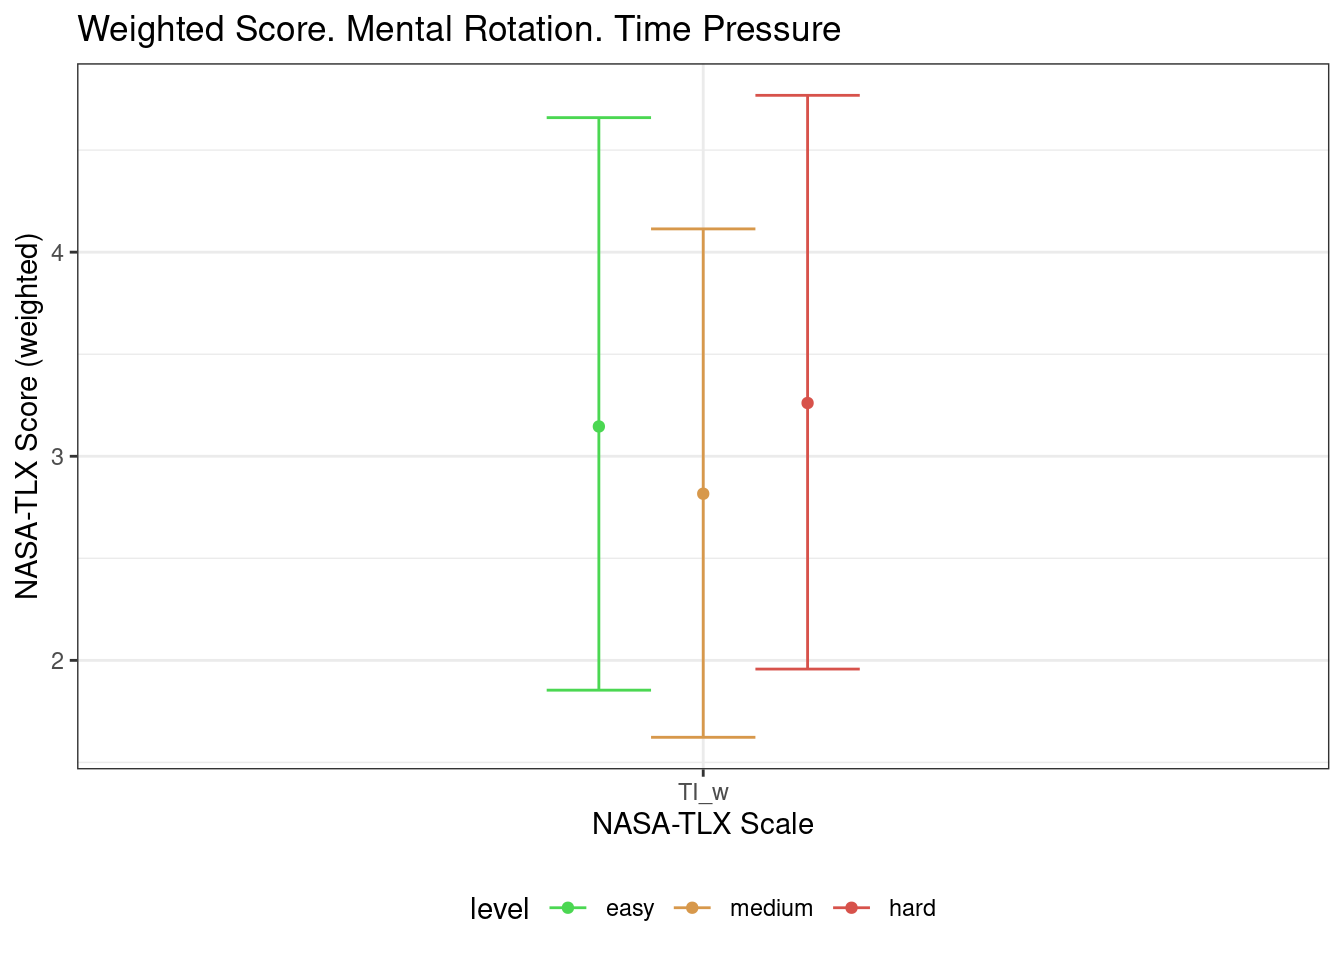 Weighted Score. Mental Rotation. Time Pressure
NASA-TLX Score (weighted)
4
3
2
TI_w
NASA-TLX Scale
level easy medium hard